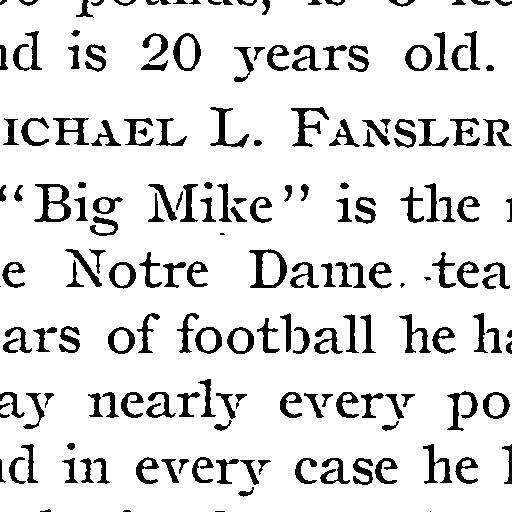 nd is 20 years old.
ICHAEL L. FANSLER
"Big Mike" is the
e Notre Dame. tea
ars of football he ha
ay nearly every po
nd in every case he